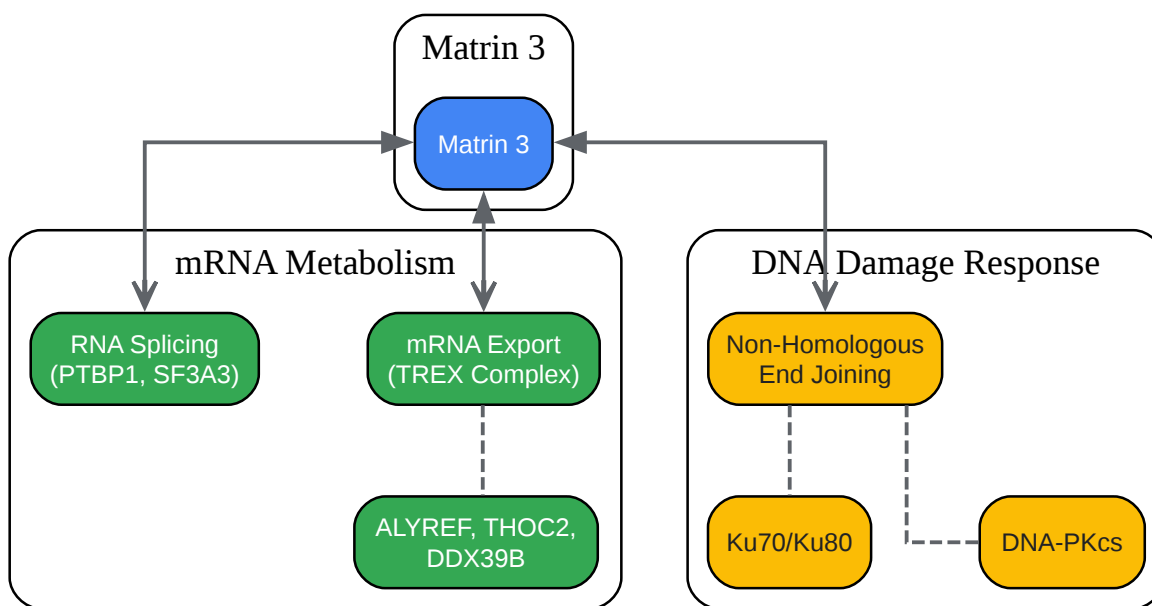 Matrin 3
Matrin 3
mRNA Metabolism
DNA Damage Response
RNA Splicing
(PTBP1, SF3A3)
mRNA Export
(TREX Complex)
Non-Homologous
End Joining
ALYREF, THOC2,
DDX39B
Ku70/Ku80
DNA-PKcs